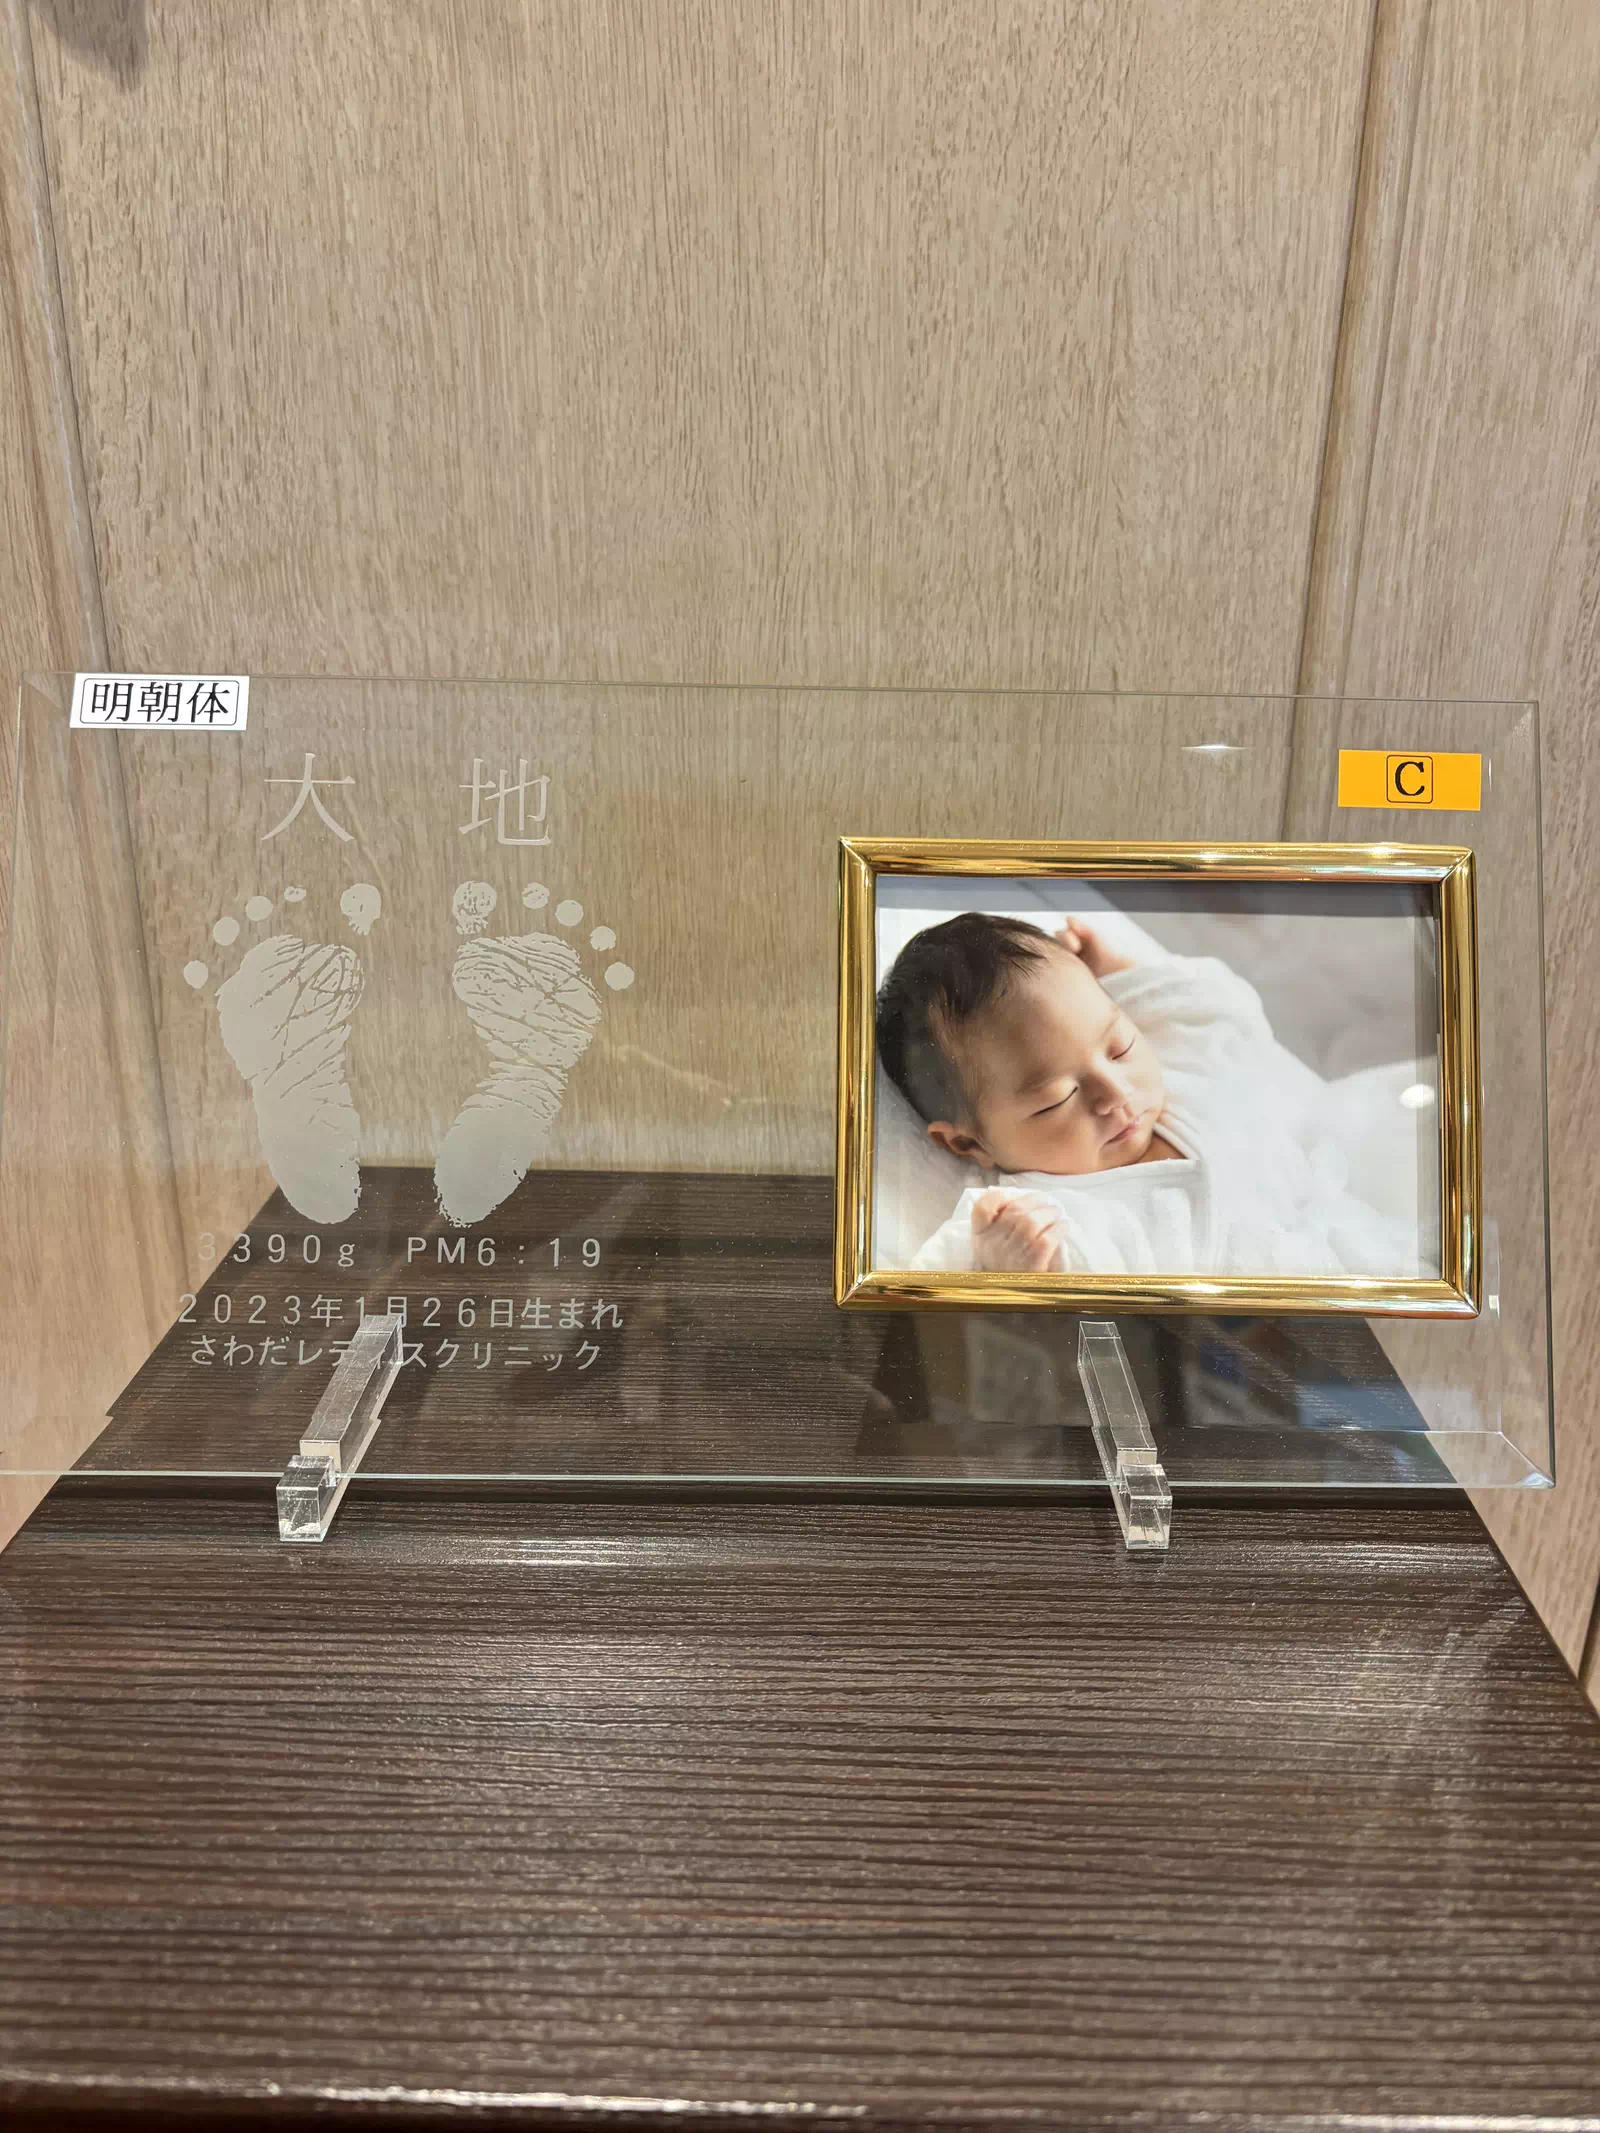 明朝体
C
大 地
3390g PM6:19
2023年1月26日生まれ
さわだレディスクリニック